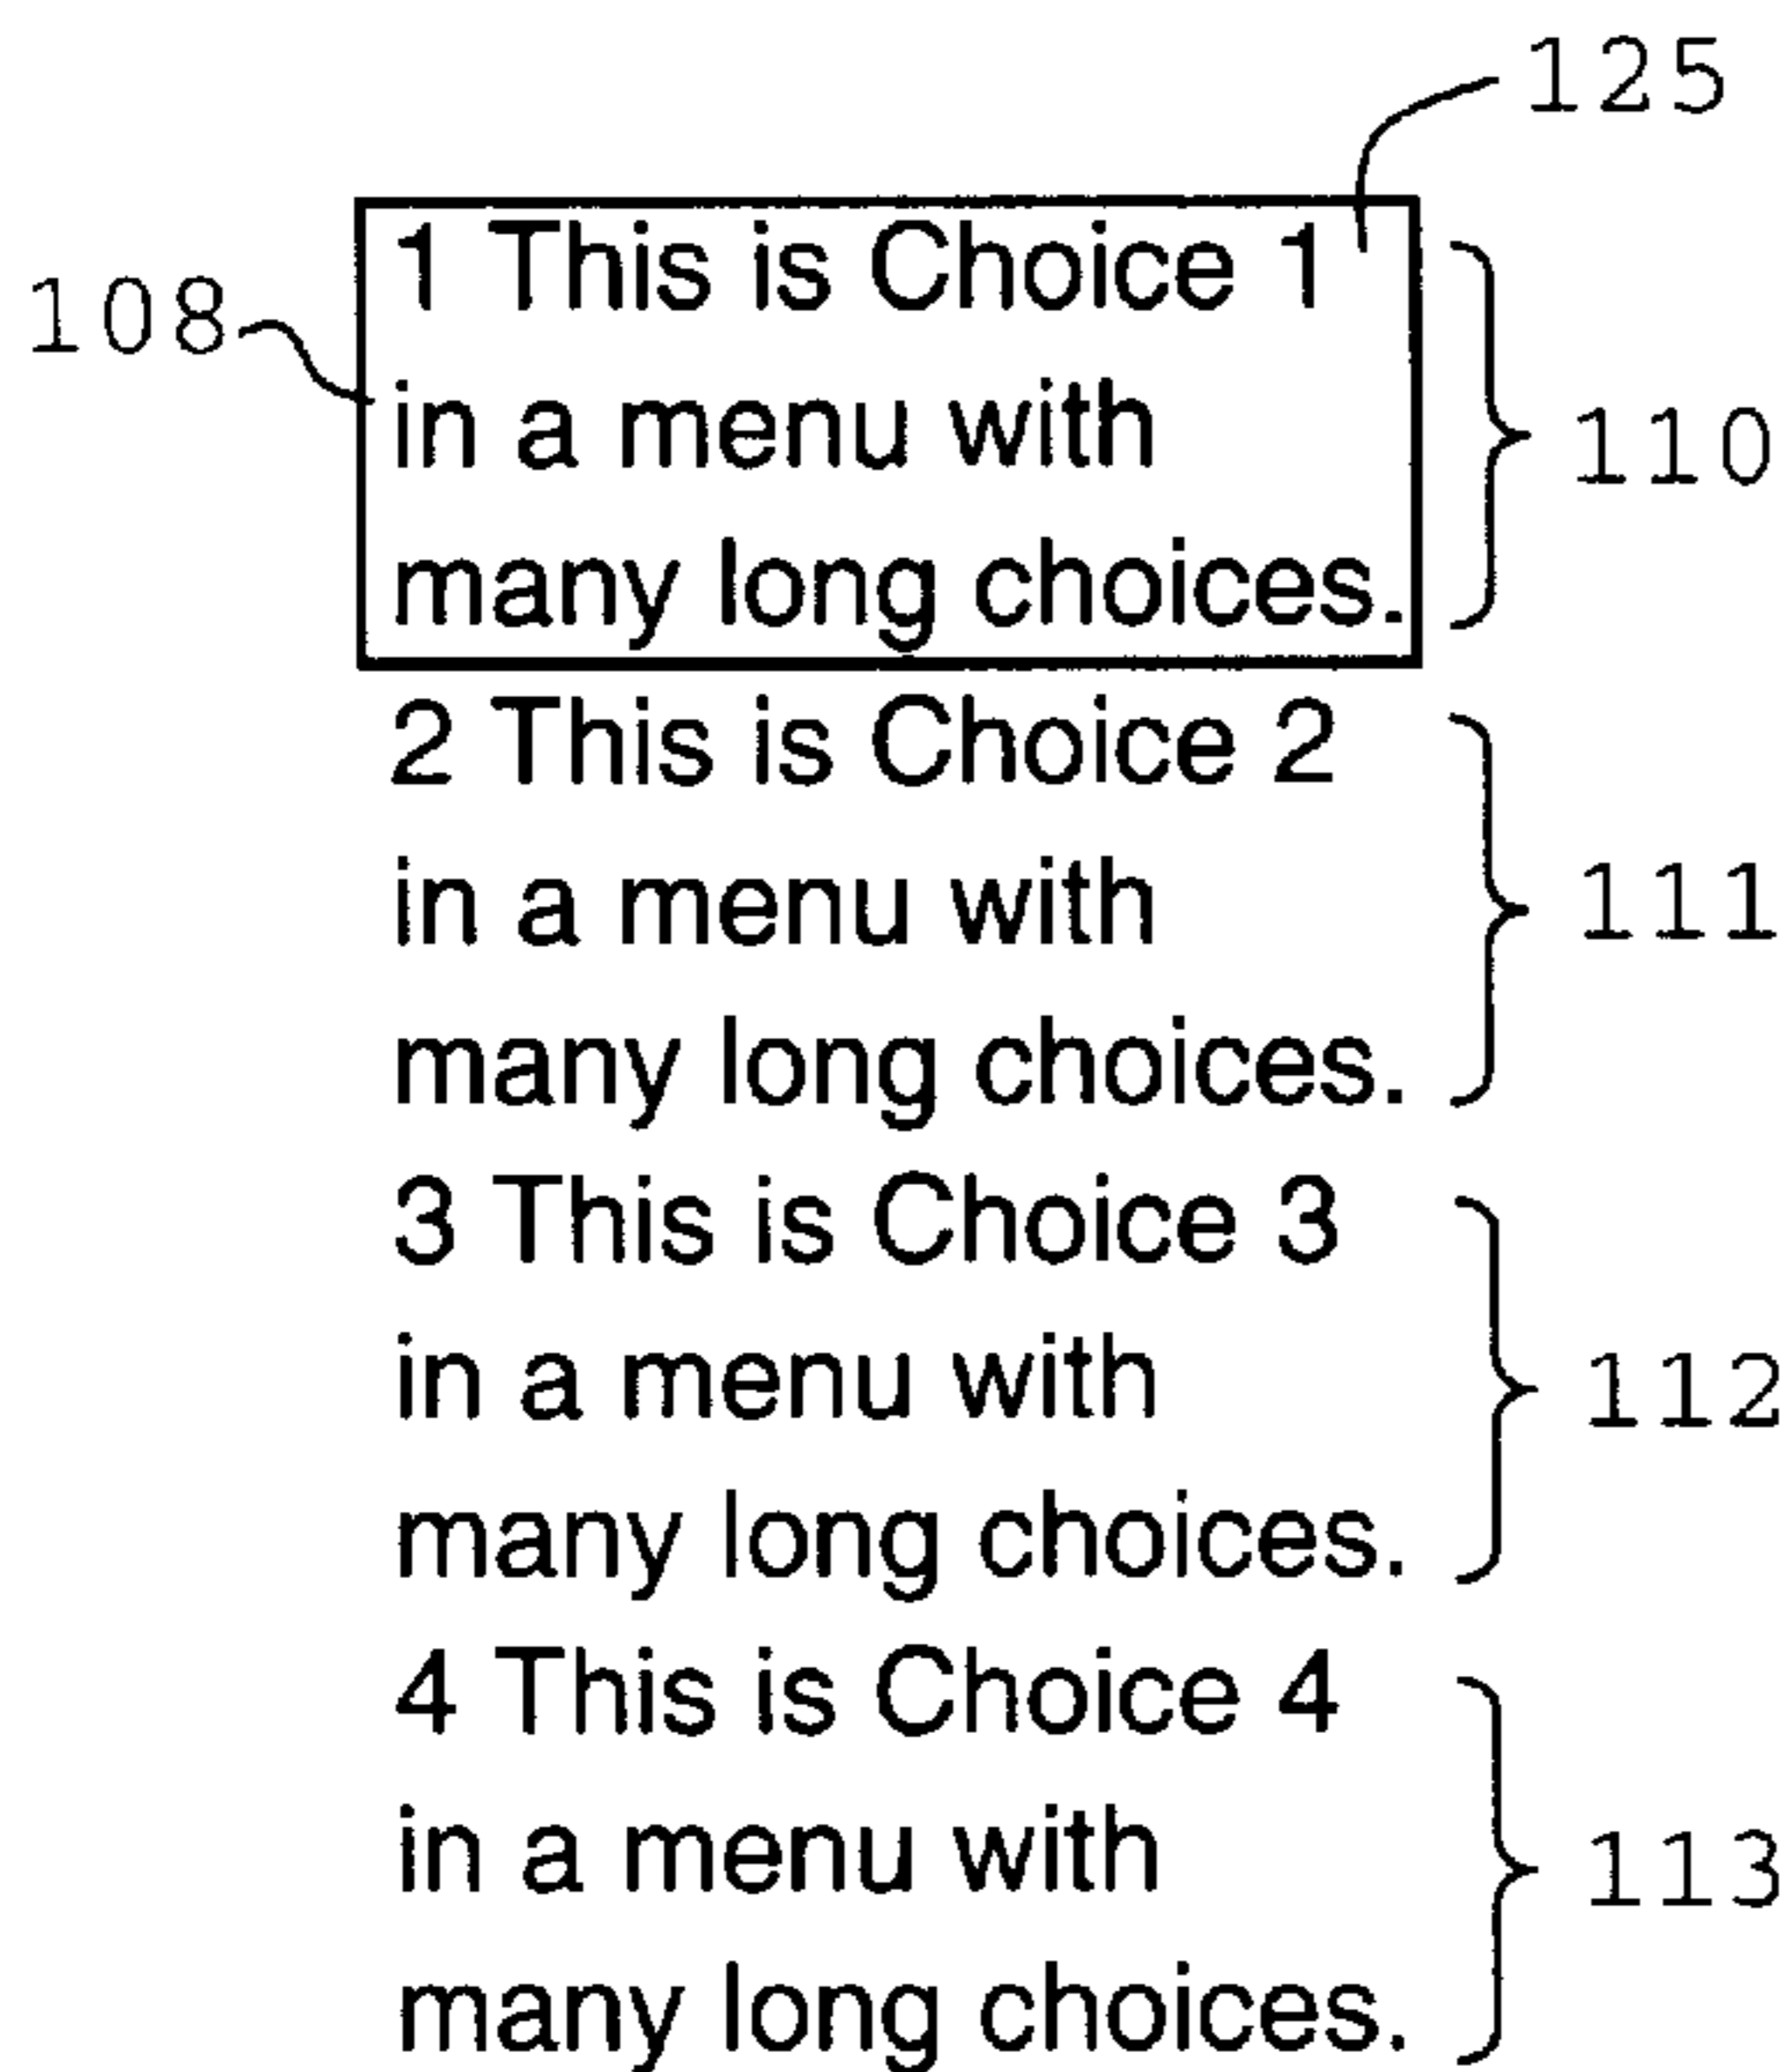 125
1 This is Choice 1
108
in a menu with
110
many long choices.
2 This is Choice 2
in a menu with
111
many long choices.
3 This is Choice 3
in a menu with
112
many long choices.
4 This is Choice 4
in a menu with
113
many long choices.